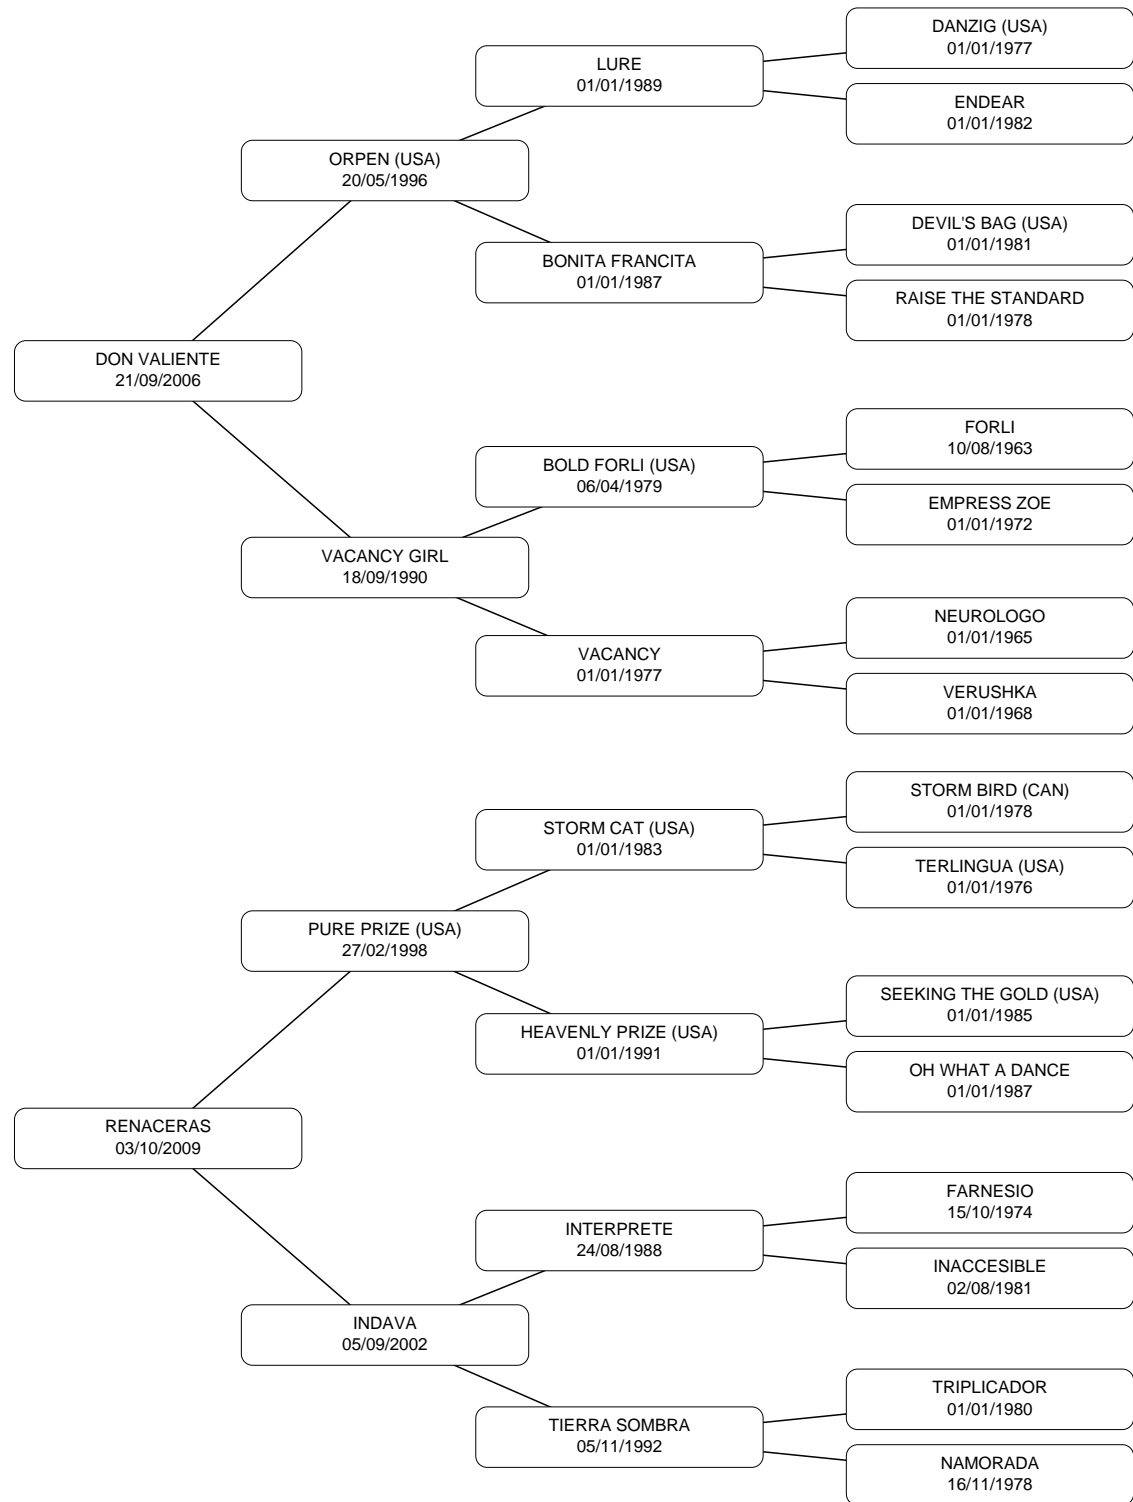 DANZIG (USA)
01/01/1977
LURE
01/01/1989
ENDEAR
01/01/1982
ORPEN (USA)
20/05/1996
DEVIL'S BAG (USA)
01/01/1981
BONITA FRANCITA
01/01/1987
RAISE THE STANDARD
01/01/1978
DON VALIENTE
21/09/2006
FORLI
10/08/1963
BOLD FORLI (USA)
06/04/1979
EMPRESS ZOE
01/01/1972
VACANCY GIRL
18/09/1990
NEUROLOGO
01/01/1965
VACANCY
01/01/1977
VERUSHKA
01/01/1968
STORM BIRD (CAN)
01/01/1978
STORM CAT (USA)
01/01/1983
TERLINGUA (USA)
01/01/1976
PURE PRIZE (USA)
27/02/1998
SEEKING THE GOLD (USA)
01/01/1985
HEAVENLY PRIZE (USA)
01/01/1991
OH WHAT A DANCE
01/01/1987
RENACERAS
03/10/2009
FARNESIO
15/10/1974
INTERPRETE
24/08/1988
INACCESIBLE
02/08/1981
INDAVA
05/09/2002
TRIPLICADOR
01/01/1980
TIERRA SOMBRA
05/11/1992
NAMORADA
16/11/1978